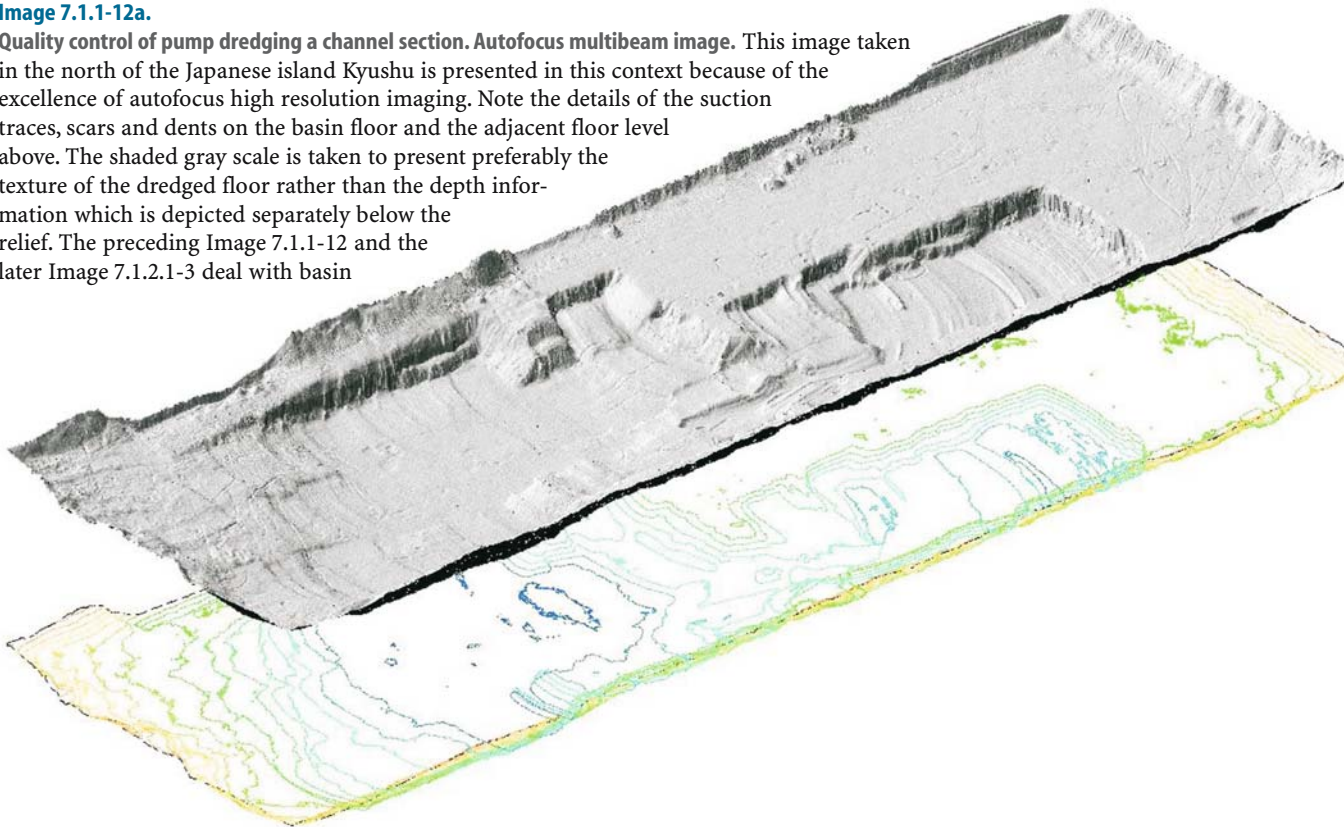 Image 7.1.1-12a.
Quality control of pump dredging a channel section. Autofocus multibeam image. This image taken
in the north of the Japanese island Kyushu is presented in this context because of the
excellence of autofocus high resolution imaging. Note the details of the suction
traces, scars and dents on the basin floor and the adjacent floor level
above. The shaded gray scale is taken to present preferably the
texture of the dredged floor rather than the depth infor-
mation which is depicted separately below the
relief. The preceding Image 7.1.1-12 and the
later Image 7.1.2.1-3 deal with basin